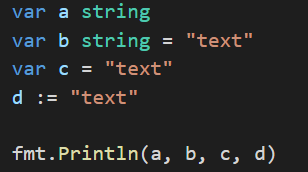 var a string
var b string = "text"
var c = "text"
d := "text"
fmt.Println(a, b, c, d)